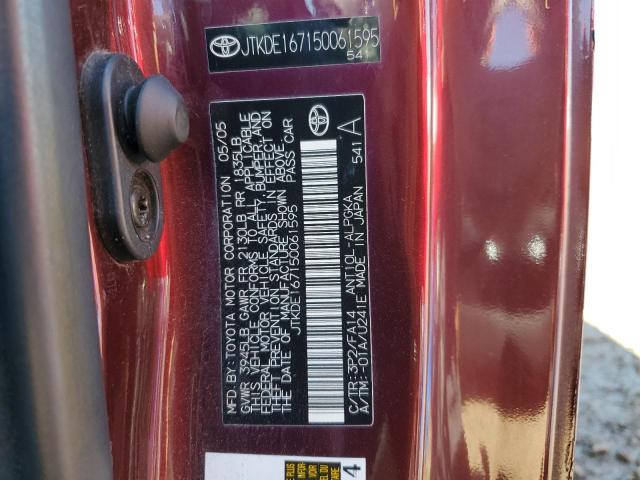 JTKDE167150061595
541
MFD. BY: TOYOTA MOTOR CORPORATION 05/05
GVWR 3945LB GAWR FR 2130LB RR 1835LB
THIS VEHICLE CONFORMS TO ALL APPLICABLE
FEDERAL MOTOR VEHICLE SAFETY, BUMPER, AND
THEFT PREVENTION STANDARDS IN EFFECT ON
THE DATE OF MANUFACTURE SHOWN ABOVE.
JTKDE167150061595 PASS CAR
C/TR: 3P2/FA14 ANT10L-ALPGKA
A/TM: -01A/U241E MADE IN JAPAN 541
A
4